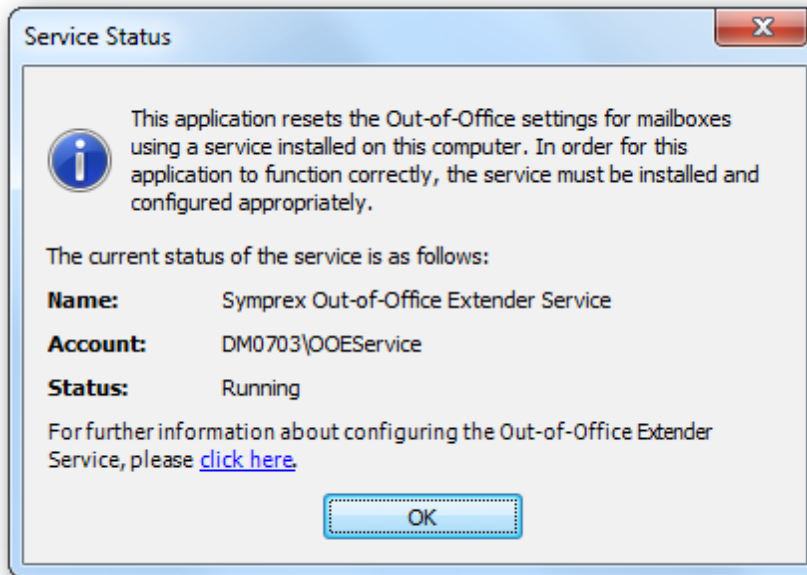 Service Status
This application resets the Out-of-Office settings for mailboxes
using a service installed on this computer. In order for this
application to function correctly, the service must be installed and
configured appropriately.
The current status of the service is as follows:
Name: Symprex Out-of-Office Extender Service
Account: DM0703\OOEService
Status: Running
For further information about configuring the Out-of-Office Extender
Service, please click here.
OK